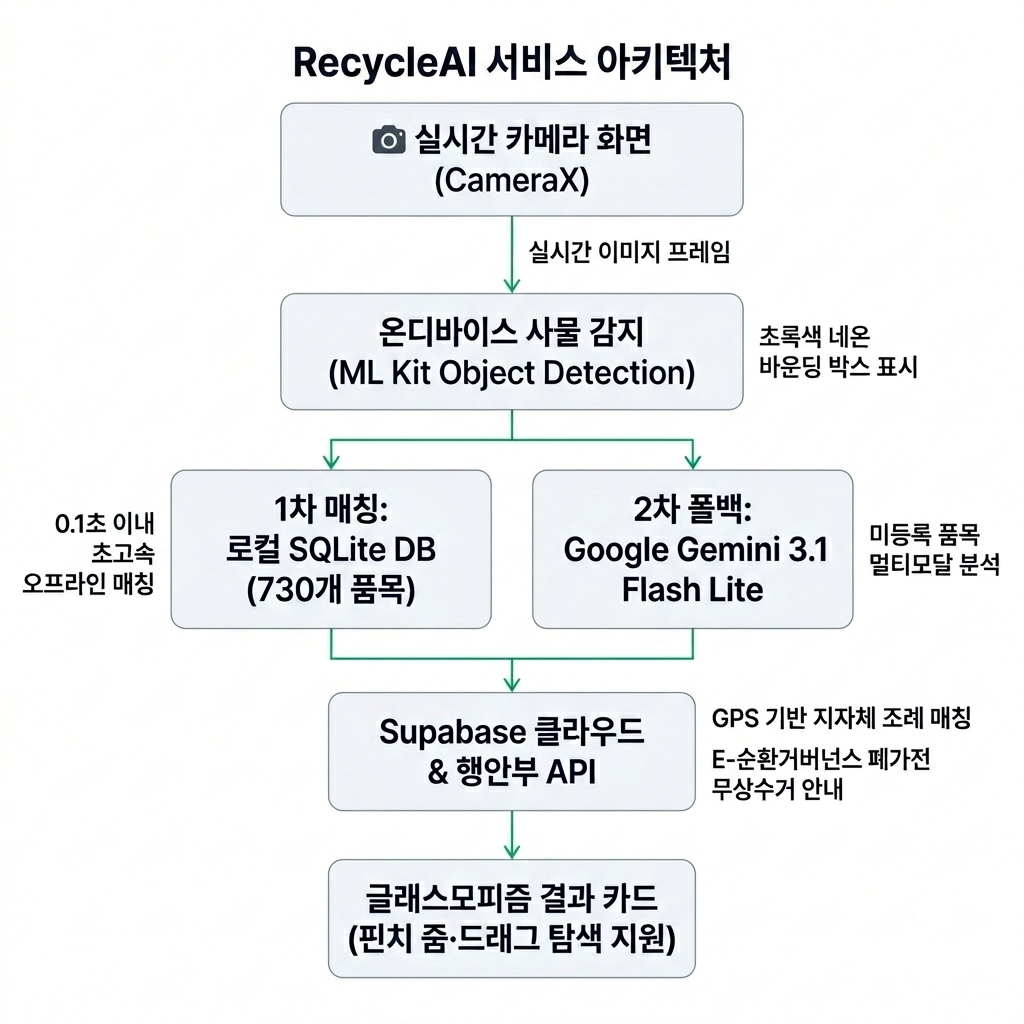 RecycleAI 서비스 아키텍처
실시간 카메라 화면
(CameraX)
실시간 이미지 프레임
온디바이스 사물 감지
(ML Kit Object Detection)
초록색 네온
바운딩 박스 표시
0.1초 이내
초고속
오프라인 매칭
1차 매칭:
로컬 SQLite DB
(730개 품목)
2차 폴백:
Google Gemini 3.1
Flash Lite
미등록 품목
멀티모달 분석
Supabase 클라우드
& 행안부 API
GPS 기반 지자체 조례 매칭
E-순환거버넌스 폐가전
무상수거 안내
글래스모피즘 결과 카드
(핀치 줌·드래그 탐색 지원)